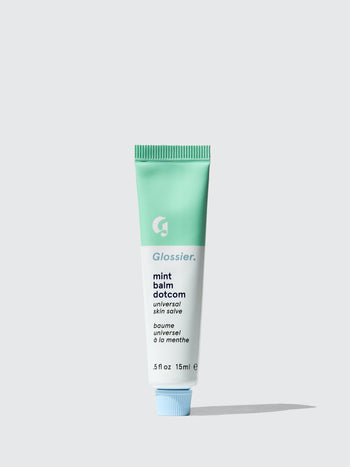 G
Glossier.
mint
balm
dotcom
universal
skin salve
baume
universel
à la menthe
.5 fl oz 15ml ℮